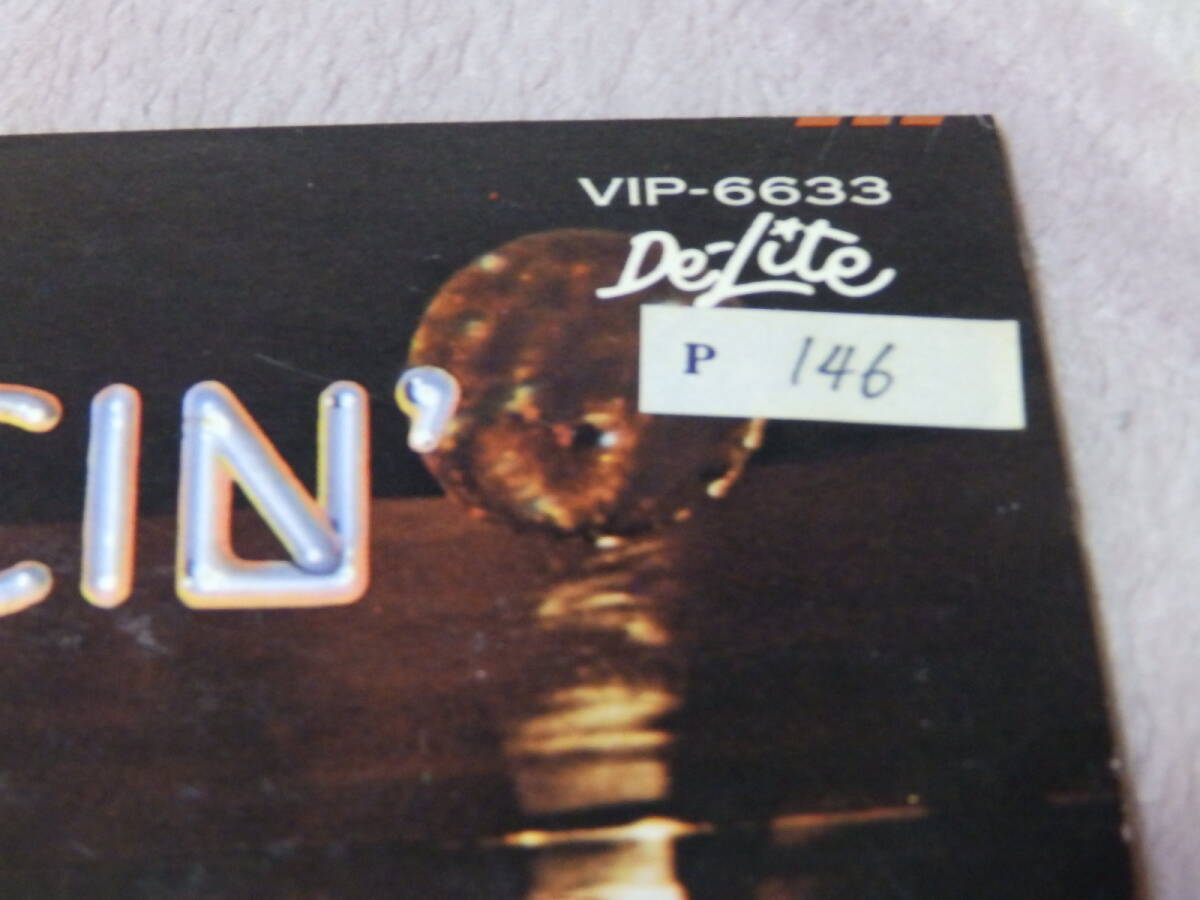 VIP-6633
De-Lite
P 146
CIN'